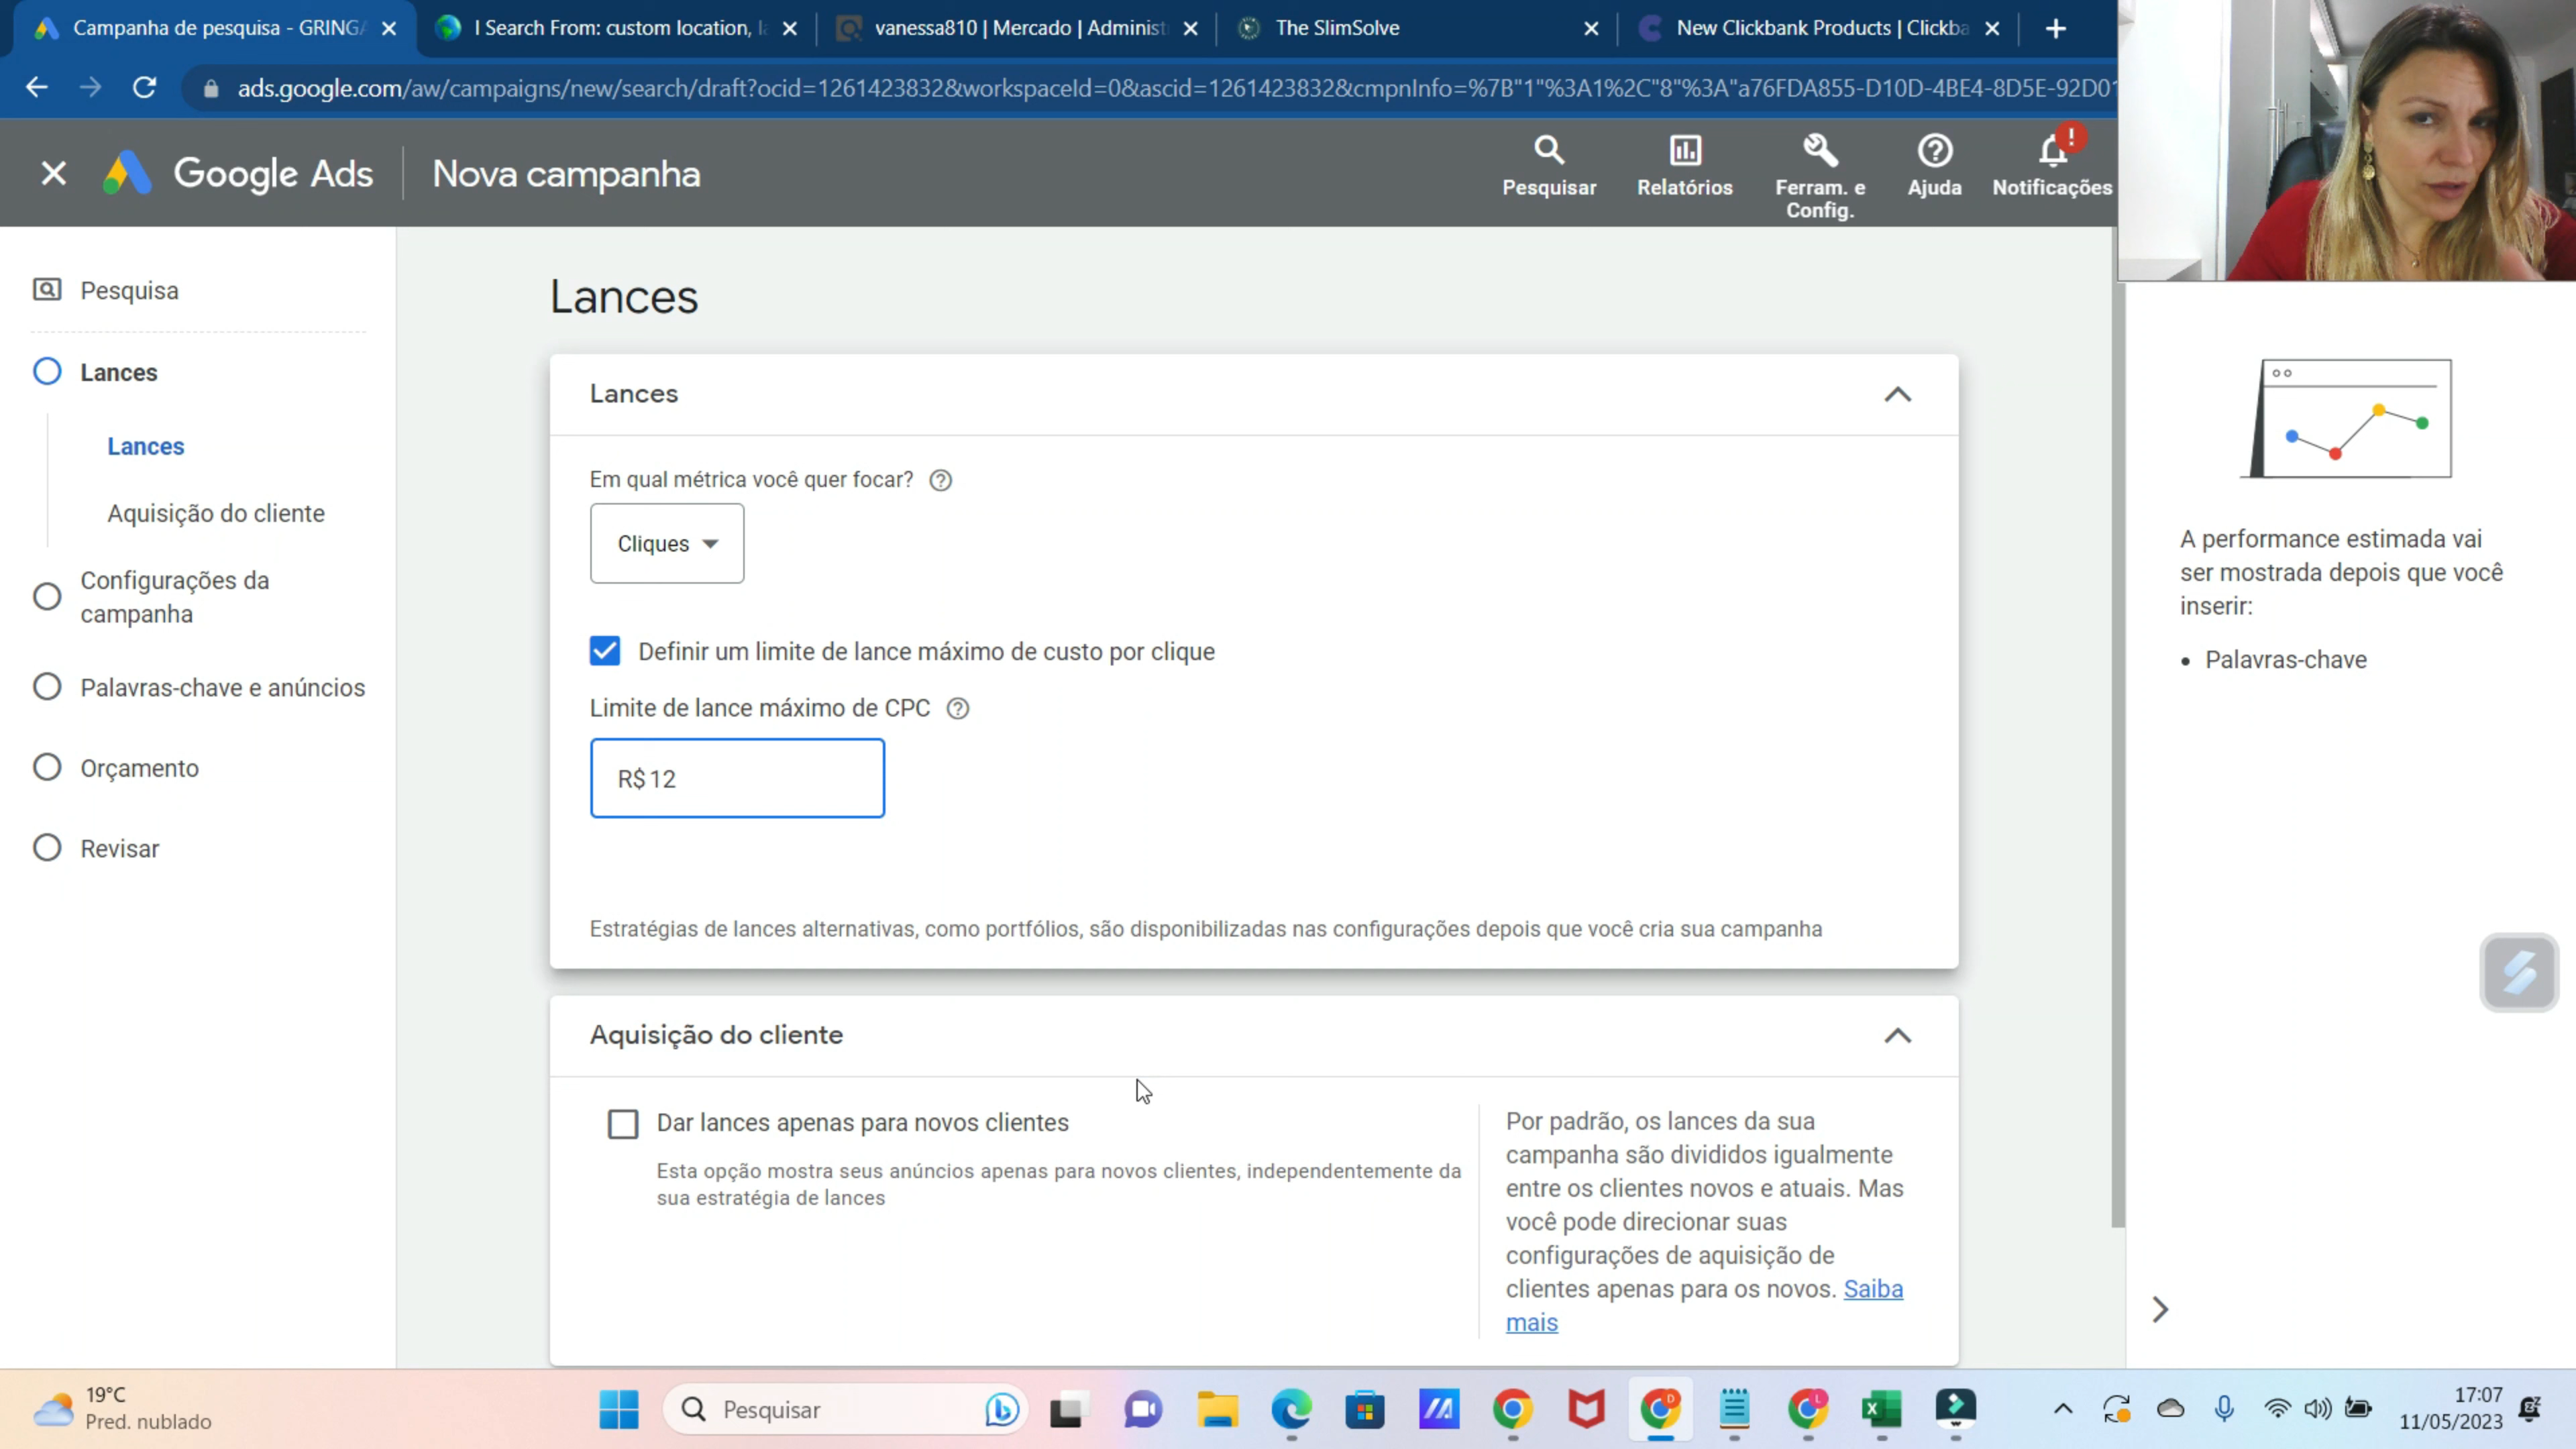 Campanha de pesquisa - GRINGA
I Search From: custom location, la
vanessa810 | Mercado | Administ
The SlimSolve
New Clickbank Products | Clickba
ads.google.com/aw/campaigns/new/search/draft?ocid=1261423832&workspaceId=0&ascid=1261423832&cmpnInfo=%7B"1"%3A1%2C"8"%3A"a76FDA855-D10D-4BE4-8D5E-92D01
Google Ads
Nova campanha
Pesquisar
Relatórios
Ferram. e
Config.
Ajuda
Notificações
Pesquisa
Lances
Lances
Aquisição do cliente
Configurações da
campanha
Palavras-chave e anúncios
Orçamento
Revisar
Lances
Lances
Em qual métrica você quer focar?
Cliques
Definir um limite de lance máximo de custo por clique
Limite de lance máximo de CPC
R$ 12
Estratégias de lances alternativas, como portfólios, são disponibilizadas nas configurações depois que você cria sua campanha
Aquisição do cliente
Dar lances apenas para novos clientes
Esta opção mostra seus anúncios apenas para novos clientes, independentemente da
sua estratégia de lances
Por padrão, os lances da sua
campanha são divididos igualmente
entre os clientes novos e atuais. Mas
você pode direcionar suas
configurações de aquisição de
clientes apenas para os novos. Saiba
mais
A performance estimada vai
ser mostrada depois que você
inserir:
• Palavras-chave
19°C
Pred. nublado
Pesquisar
17:07
11/05/2023